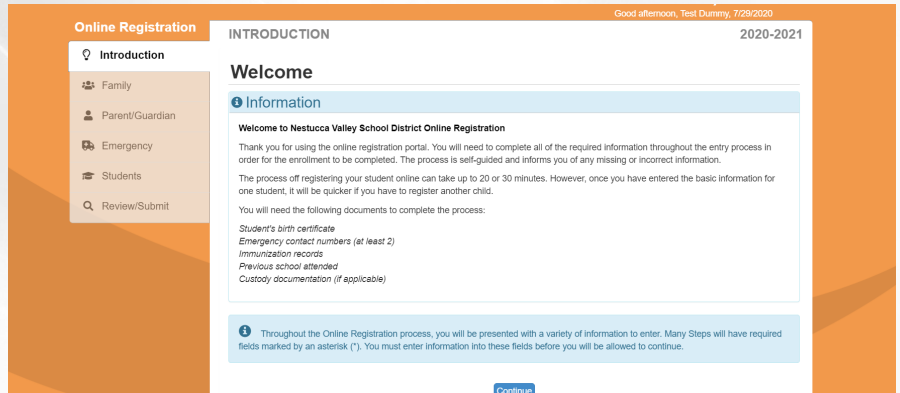 Good afternoon, Test Dummy, 7/29/2020
Online Registration
Introduction
Family
Parent/Guardian
Emergency
Students
Review/Submit
INTRODUCTION
2020-2021
Welcome
Information
Welcome to Nestucca Valley School District Online Registration
Thank you for using the online registration portal. You will need to complete all of the required information throughout the entry process in
order for the enrollment to be completed. The process is self-guided and informs you of any missing or incorrect information.
The process off registering your student online can take up to 20 or 30 minutes. However, once you have entered the basic information for
one student, it will be quicker if you have to register another child.
You will need the following documents to complete the process:
Student's birth certificate
Emergency contact numbers (at least 2)
Immunization records
Previous school attended
Custody documentation (if applicable)
Throughout the Online Registration process, you will be presented with a variety of information to enter. Many Steps will have required
fields marked by an asterisk (*). You must enter information into these fields before you will be allowed to continue.
Continue